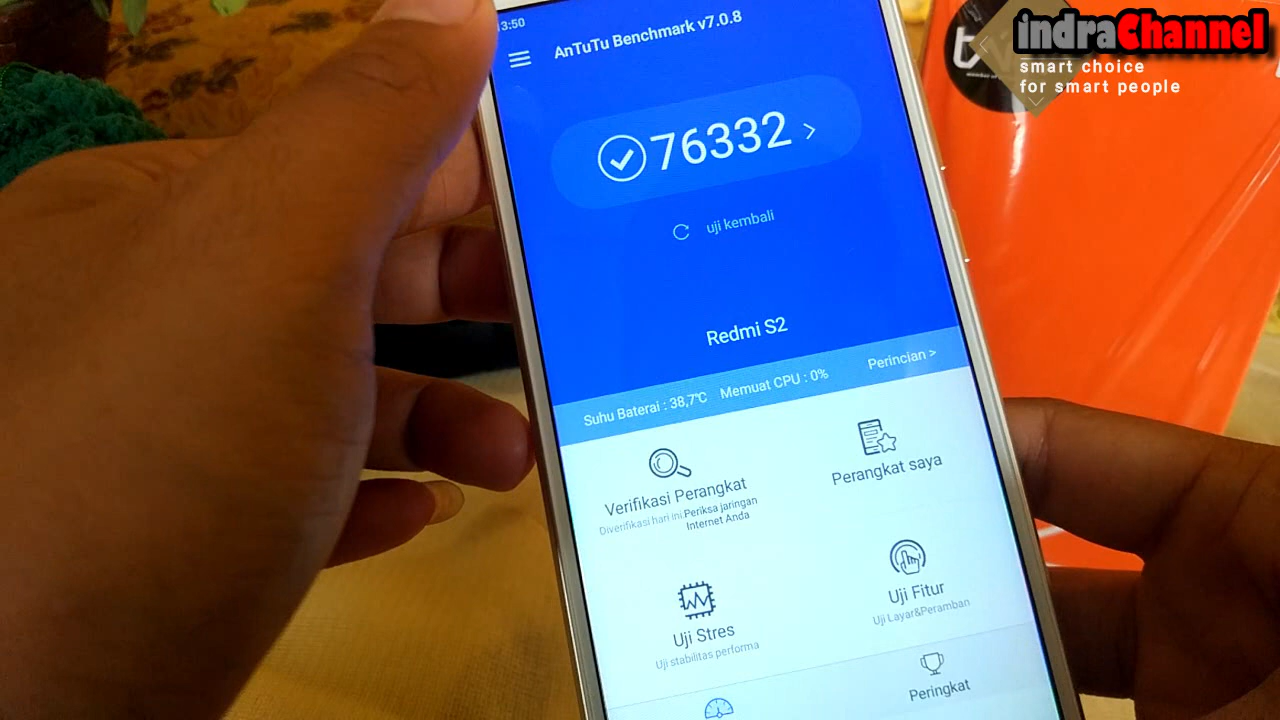 13:50
AnTuTu Benchmark v7.0.8
76332 >
uji kembali
Redmi S2
Suhu Baterai : 38,7℃ Memuat CPU : 0% Perincian >
Verifikasi Perangkat
Diverifikasi hari ini Periksa jaringan
Internet Anda
Perangkat saya
Uji Stres
Uji stabilitas performa
Uji Fitur
Uji Layar&Peramban
Peringkat
indraChannel
smart choice
for smart people